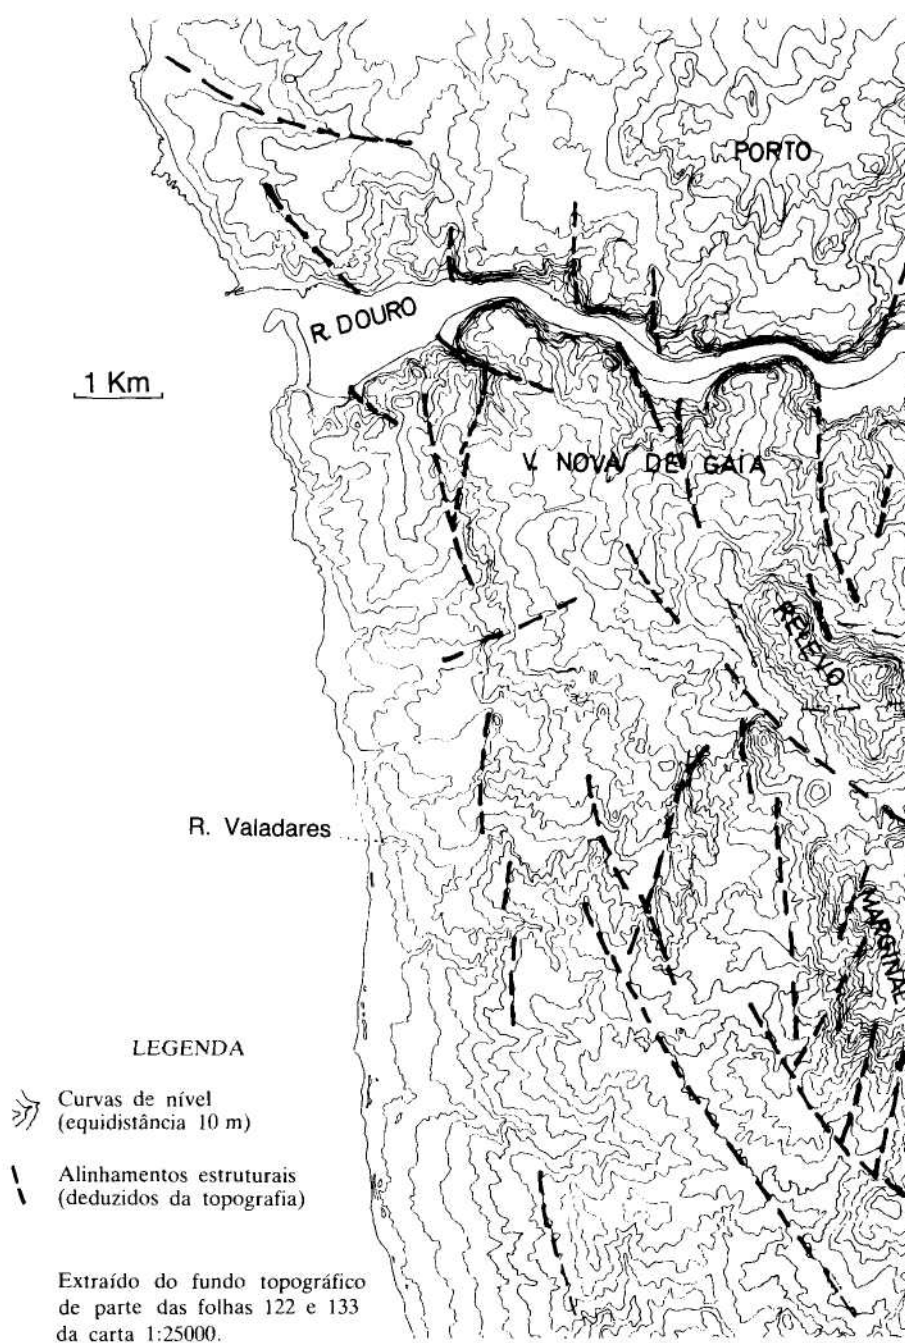 PORTO
R. DOURO
1 Km
V. NOVA DE GAIA
RELEVO
R. Valadares
MARGINAL
LEGENDA
Curvas de nível
(equidistância 10 m)
Alinhamentos estruturais
(deduzidos da topografia)
Extraído do fundo topográfico
de parte das folhas 122 e 133
da carta 1:25000.